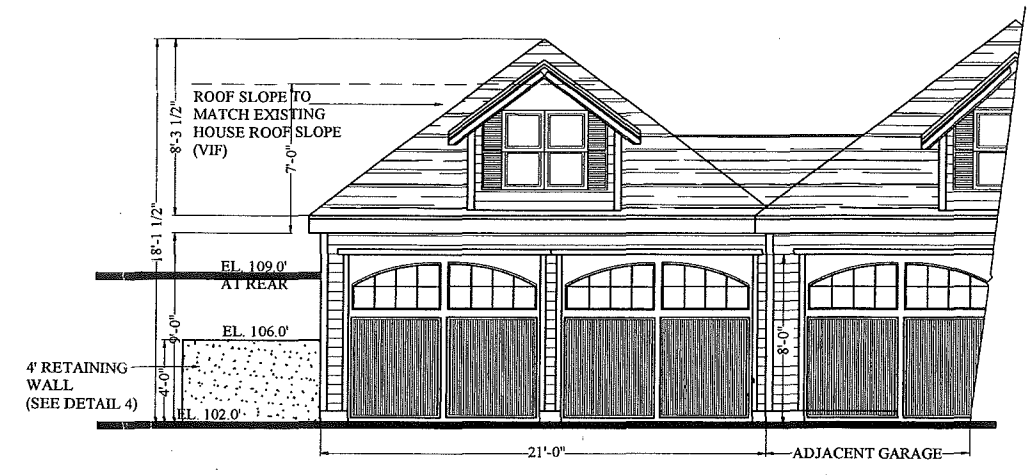 ROOF SLOPE TO
MATCH EXISTING
HOUSE ROOF SLOPE
(VIF)
8'-3 1/2"
7'-0"
18'-1 1/2"
EL. 109.0'
AT REAR
9'-0"
EL. 106.0'
4' RETAINING
WALL
(SEE DETAIL 4)
4'-0"
EL. 102.0'
8'-0"
21'-0"
ADJACENT GARAGE